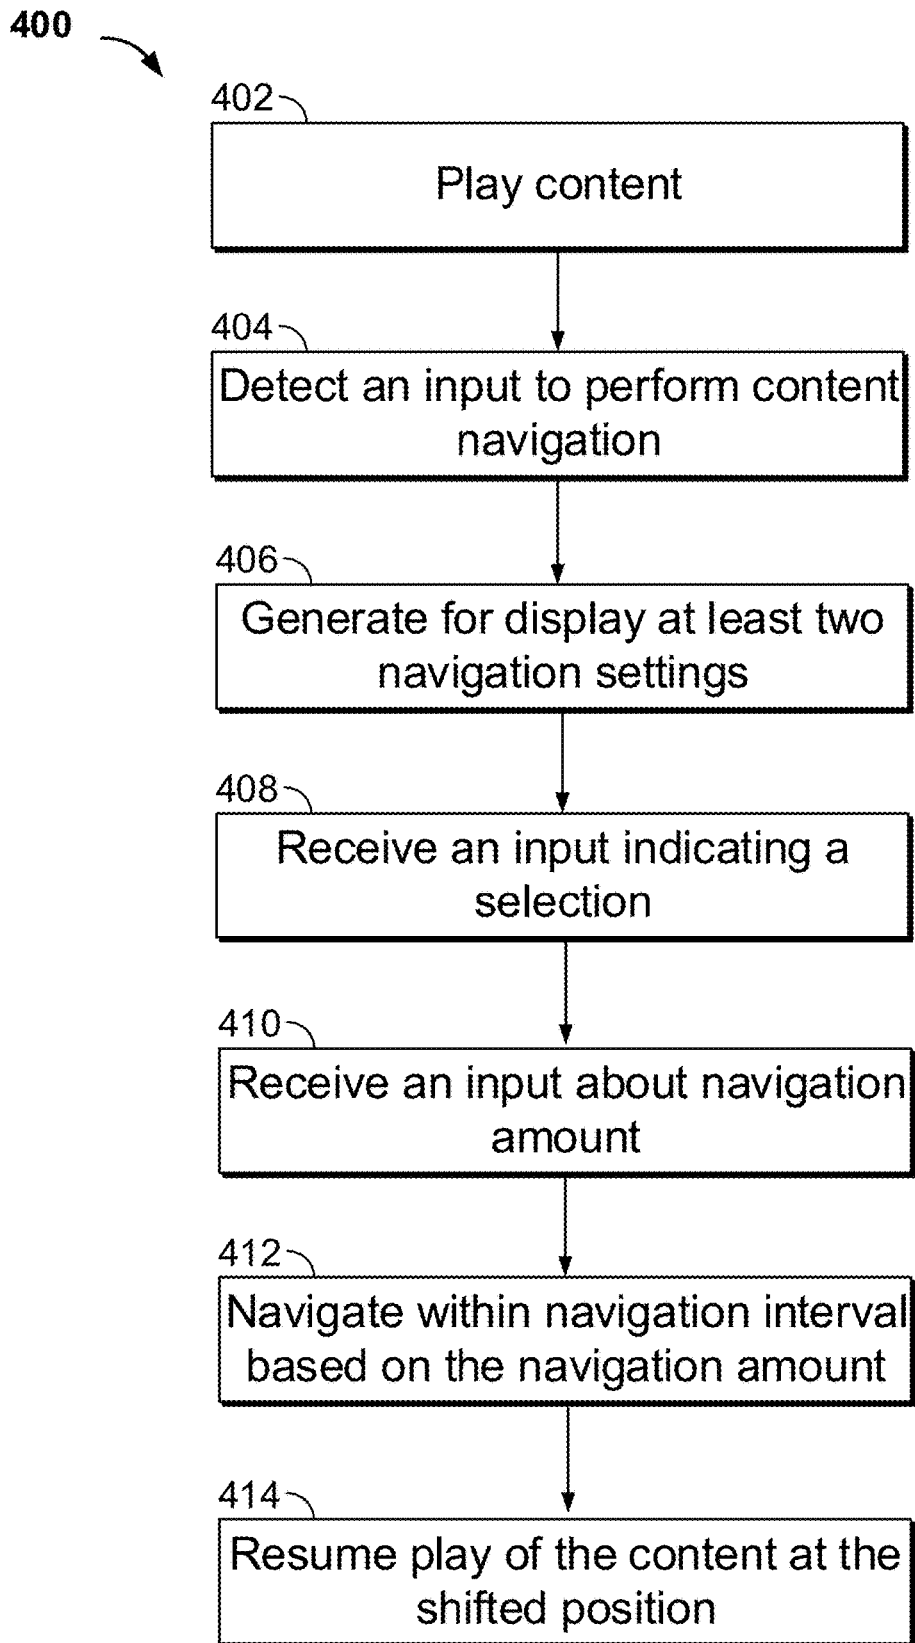 400
402
Play content
404
Detect an input to perform content
navigation
406
Generate for display at least two
navigation settings
408
Receive an input indicating a
selection
410
Receive an input about navigation
amount
412
Navigate within navigation interval
based on the navigation amount
414
Resume play of the content at the
shifted position